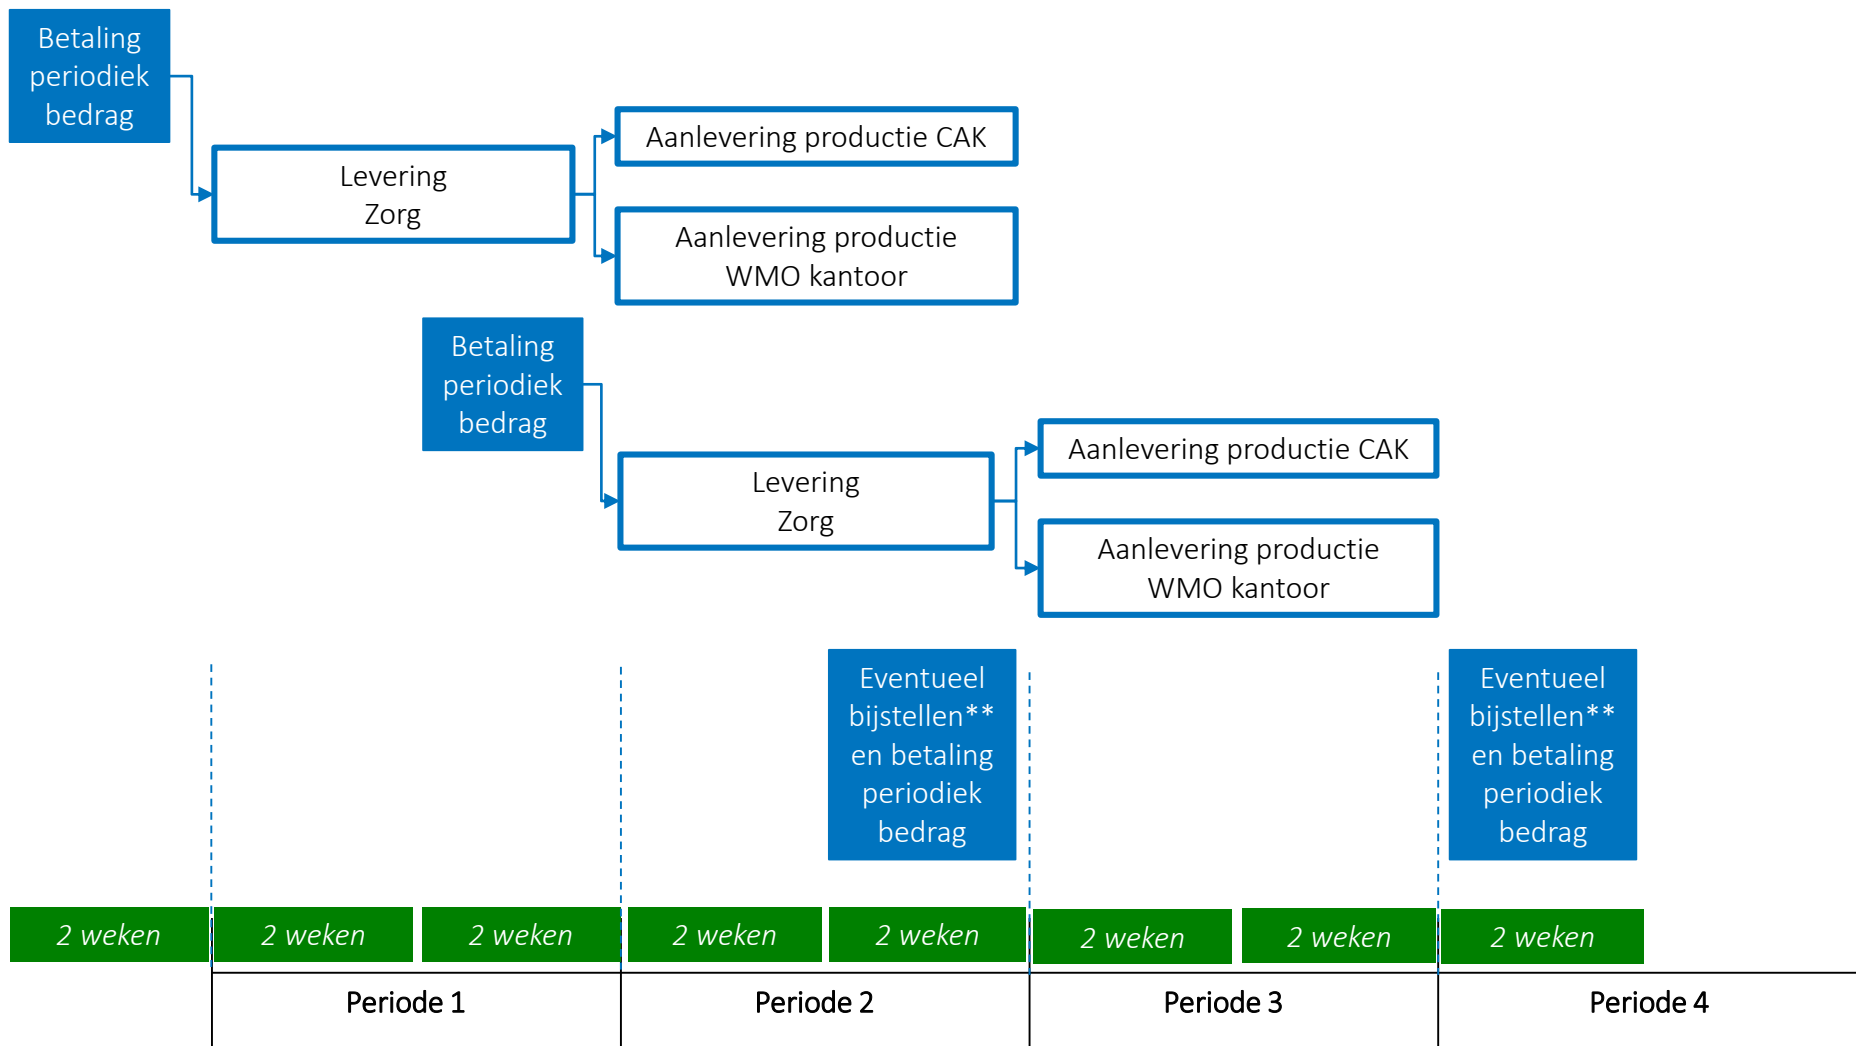 Betaling
periodiek
bedrag
Levering
Zorg
Aanlevering productie CAK
Aanlevering productie
WMO kantoor
Betaling
periodiek
bedrag
Levering
Zorg
Aanlevering productie CAK
Aanlevering productie
WMO kantoor
Eventueel
bijstellen**
en betaling
periodiek
bedrag
Eventueel
bijstellen**
en betaling
periodiek
bedrag
2 weken
2 weken
2 weken
2 weken
2 weken
2 weken
2 weken
2 weken
Periode 1
Periode 2
Periode 3
Periode 4